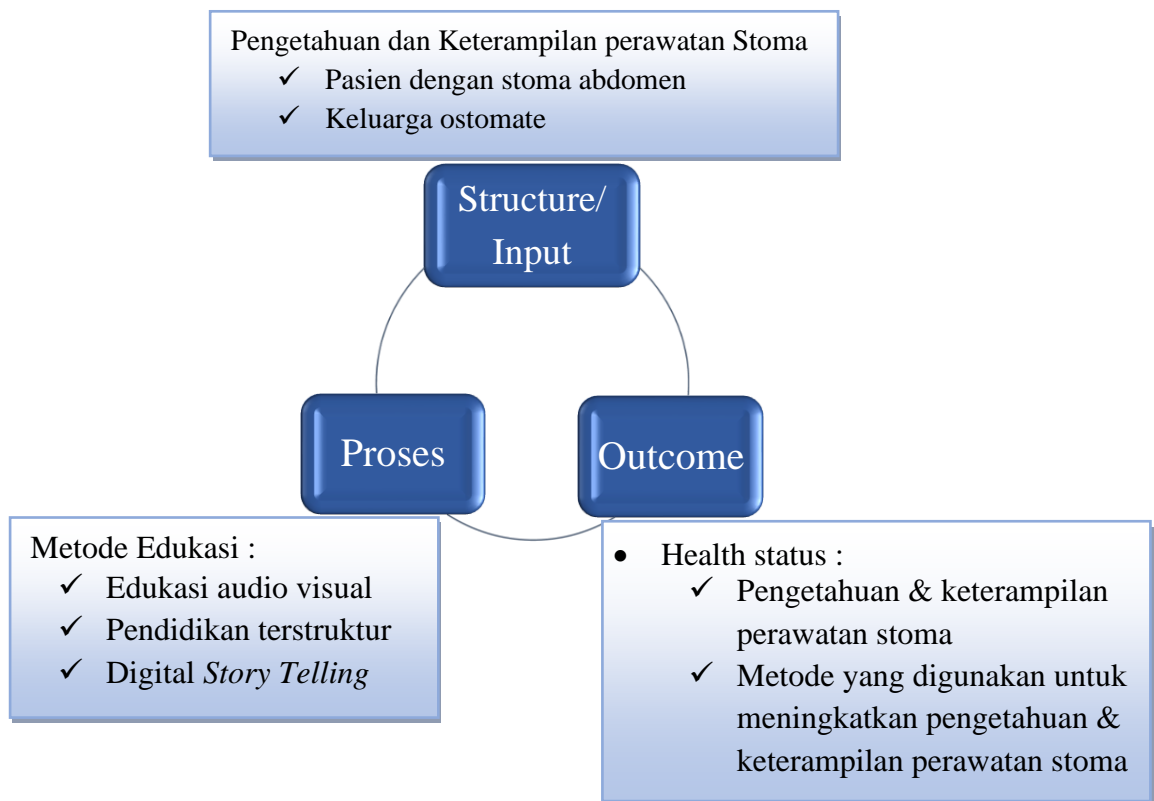 Pengetahuan dan Keterampilan perawatan Stoma
✓ Pasien dengan stoma abdomen
✓ Keluarga ostomate
Structure/
Input
Proses
Outcome
Metode Edukasi :
✓ Edukasi audio visual
✓ Pendidikan terstruktur
✓ Digital Story Telling
• Health status :
✓ Pengetahuan & keterampilan
perawatan stoma
✓ Metode yang digunakan untuk
meningkatkan pengetahuan &
keterampilan perawatan stoma